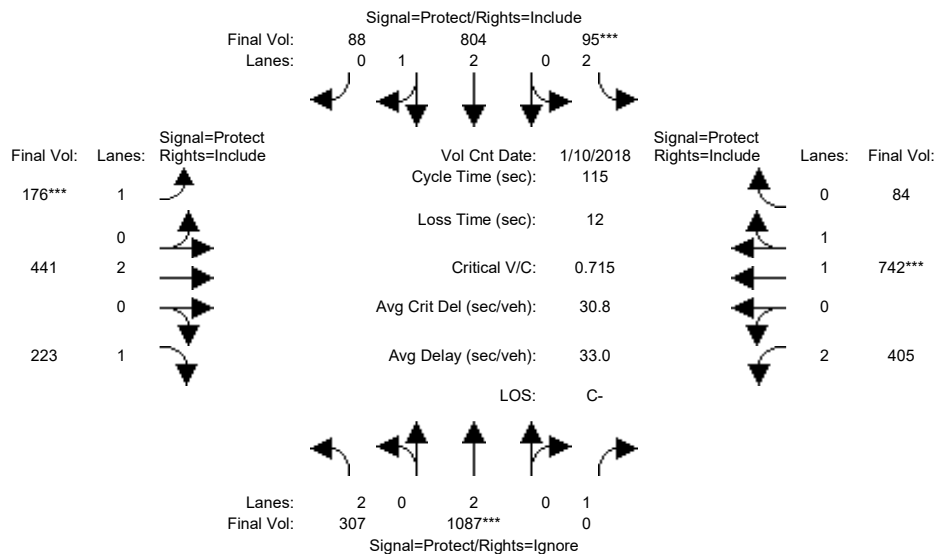 Signal=Protect/Rights=Include
Final Vol: 88 804 95***
Lanes: 0 1 2 0 2
Signal=Protect Signal=Protect
Final Vol: Lanes: Rights=Include Vol Cnt Date: 1/10/2018 Rights=Include Lanes: Final Vol:
Cycle Time (sec): 115
176*** 1 0 84
Loss Time (sec): 12
0 1
441 2 Critical V/C: 0.715 1 742***
0 Avg Crit Del (sec/veh): 30.8 0
223 1 Avg Delay (sec/veh): 33.0 2 405
LOS: C-
Lanes: 2 0 2 0 1
Final Vol: 307 1087*** 0
Signal=Protect/Rights=Ignore